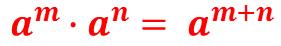 aᵐ · aⁿ = aᵐ⁺ⁿ